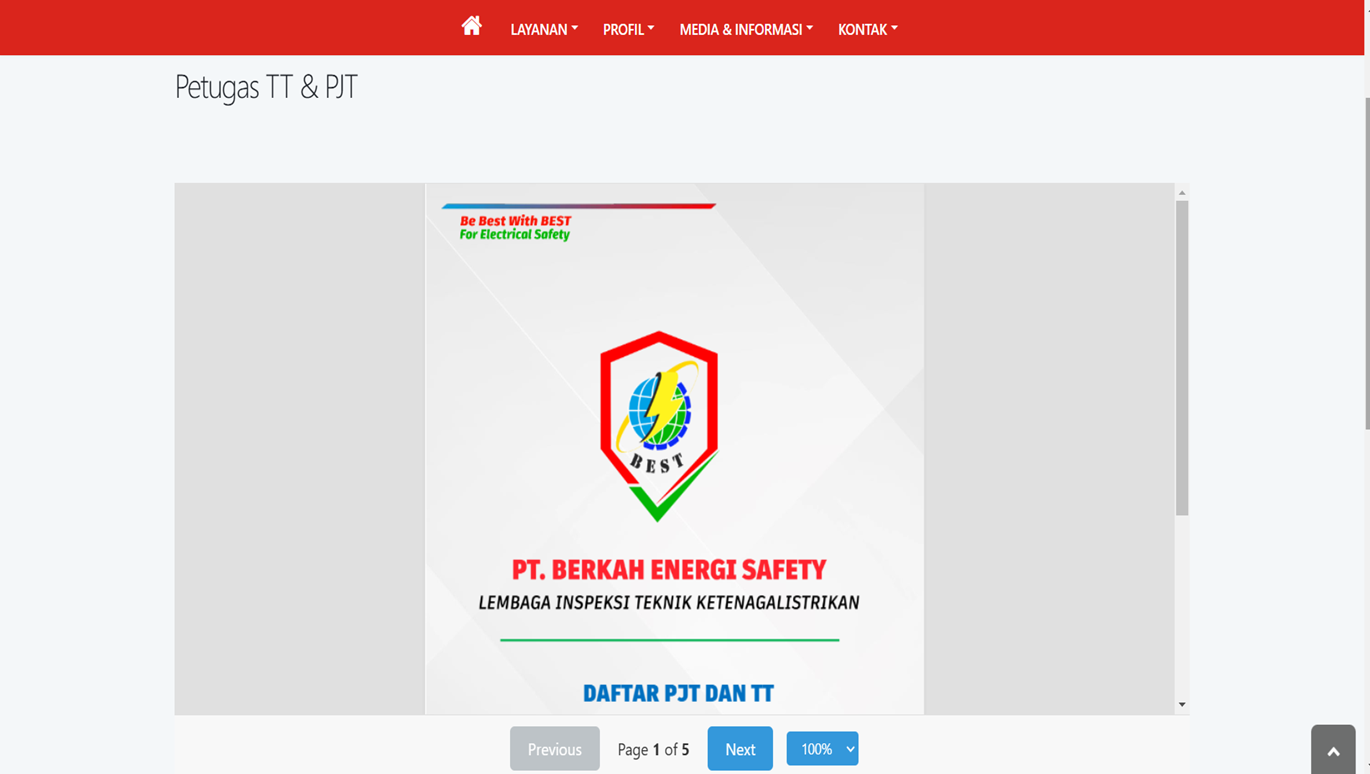 LAYANAN PROFIL MEDIA & INFORMASI KONTAK
Petugas TT & PJT
Be Best With BEST
For Electrical Safety
BEST
PT. BERKAH ENERGI SAFETY
LEMBAGA INSPEKSI TEKNIK KETENAGALISTRIKAN
DAFTAR PJT DAN TT
Previous Page 1 of 5 Next 100%